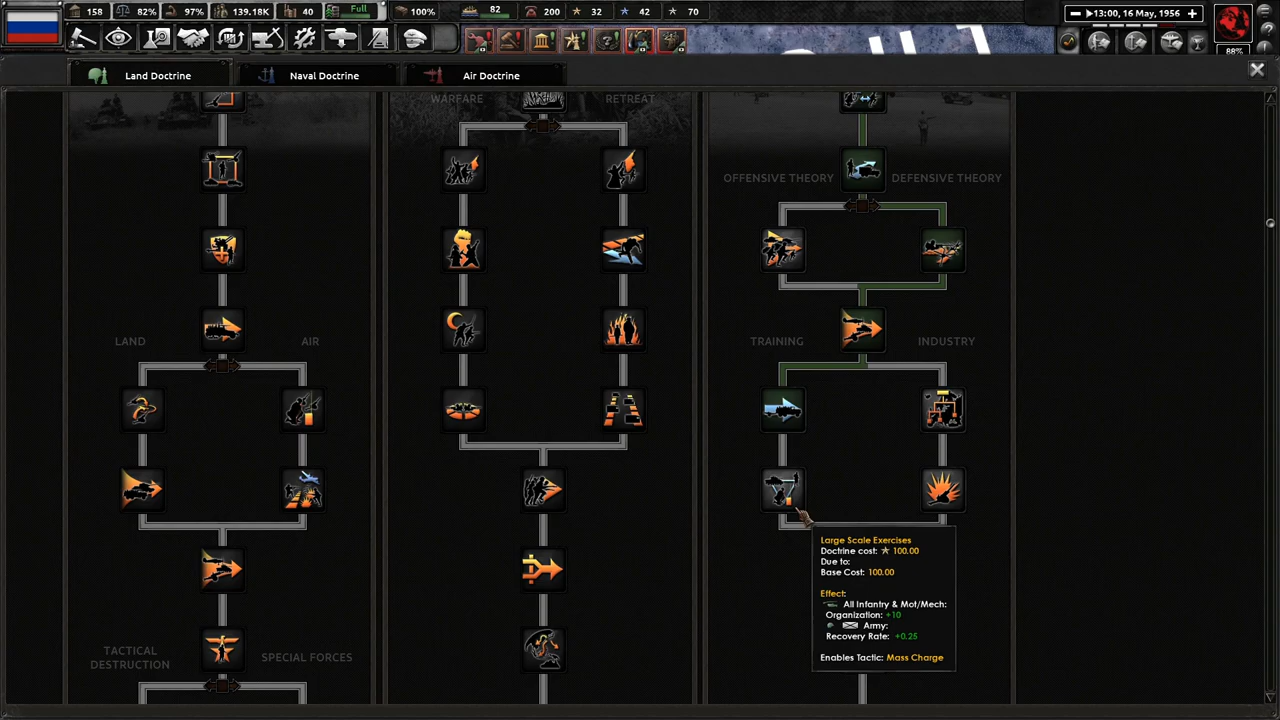 158
82%
97%
139.18K
40
Full
100%
82
200
32
42
70
13:00, 16 May, 1956
88%
Land Doctrine
Naval Doctrine
Air Doctrine
WARFARE
RETREAT
OFFENSIVE THEORY
DEFENSIVE THEORY
LAND
AIR
TRAINING
INDUSTRY
Large Scale Exercises
Doctrine cost: 100.00
Due to:
Base Cost: 100.00
Effect:
All Infantry & Mot/Mech:
Organization: +10
Army:
Recovery Rate: +0.25
Enables Tactic: Mass Charge
TACTICAL
DESTRUCTION
SPECIAL FORCES